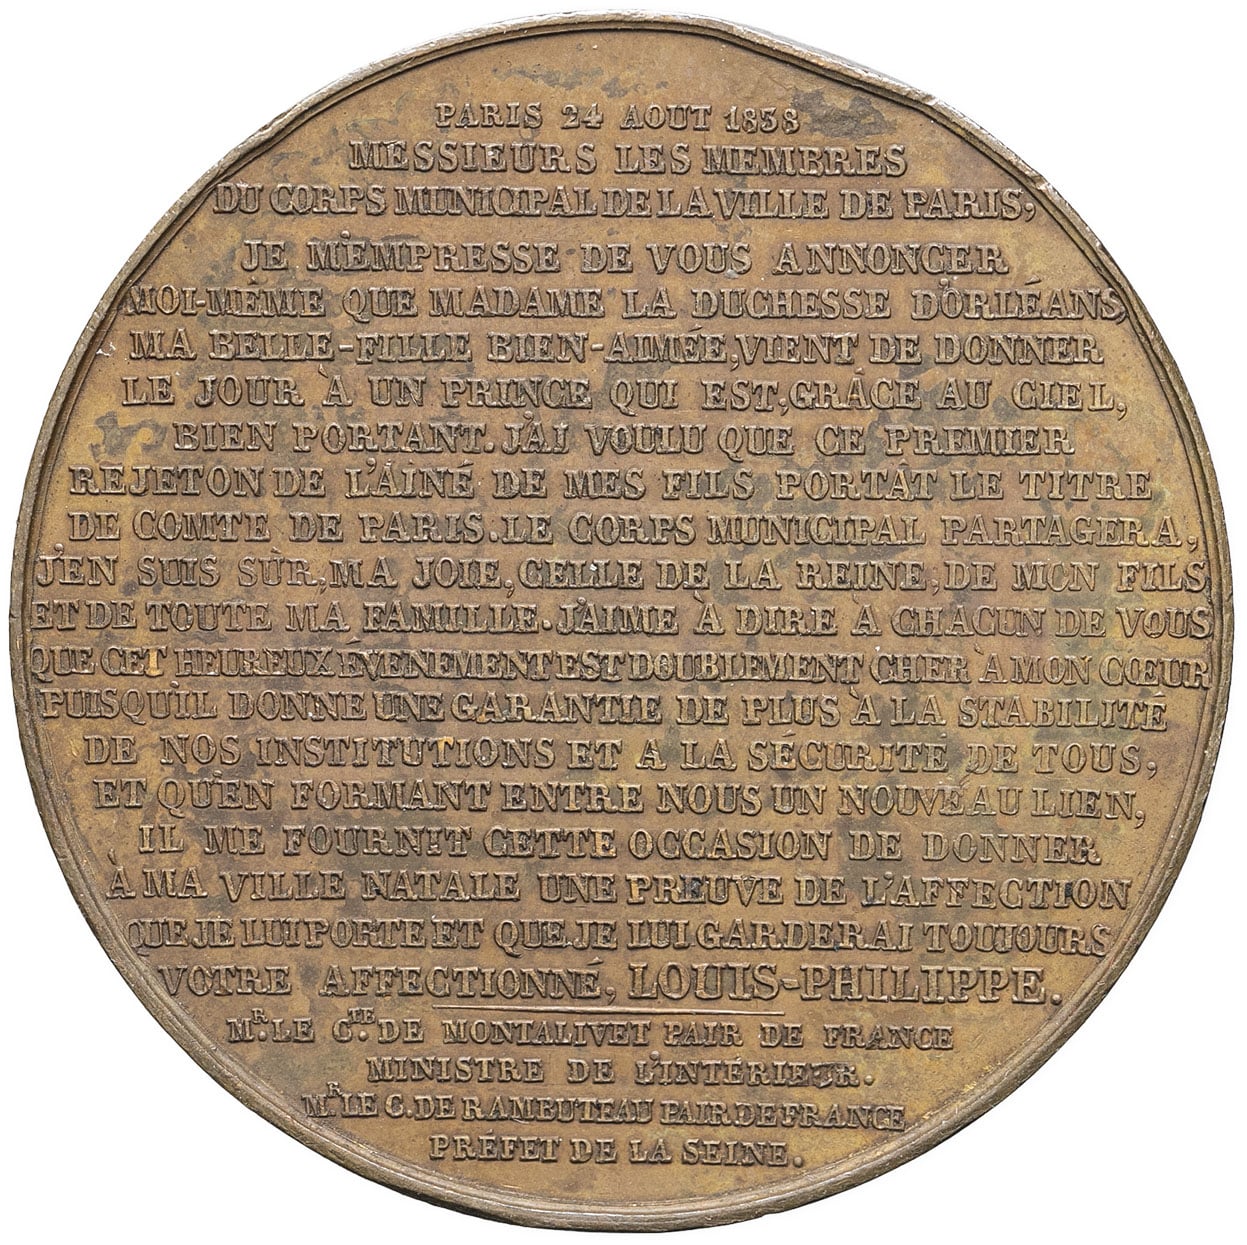 PARIS 24 AOUT 1838
MESSIEURS LES MEMBRES
DU CORPS MUNICIPAL DE LA VILLE DE PARIS,
JE M'EMPRESSE DE VOUS ANNONCER
MOI-MÊME QUE MADAME LA DUCHESSE D'ORLÉANS,
MA BELLE-FILLE BIEN-AIMÉE, VIENT DE DONNER
LE JOUR À UN PRINCE QUI EST, GRÂCE AU CIEL,
BIEN PORTANT. J'AI VOULU QUE CE PREMIER
REJETON DE L'AÎNÉ DE MES FILS PORTÂT LE TITRE
DE COMTE DE PARIS. LE CORPS MUNICIPAL PARTAGERA,
J'EN SUIS SÛR, MA JOIE, CELLE DE LA REINE, DE MON FILS
ET DE TOUTE MA FAMILLE. J'AIME À DIRE A CHACUN DE VOUS
QUE CET HEUREUX ÉVENEMENT EST DOUBLEMENT CHER À MON CŒUR
PUISQU'IL DONNE UNE GARANTIE DE PLUS À LA STABILITÉ
DE NOS INSTITUTIONS ET A LA SÉCURITÉ DE TOUS,
ET QU'EN FORMANT ENTRE NOUS UN NOUVEAU LIEN,
IL ME FOURNIT CETTE OCCASION DE DONNER
À MA VILLE NATALE UNE PREUVE DE L'AFFECTION
QUE JE LUI PORTE ET QUE JE LUI GARDERAI TOUJOURS
VOTRE AFFECTIONNÉ, LOUIS-PHILIPPE.
MR. LE CTE. DE MONTALIVET PAIR DE FRANCE
MINISTRE DE L'INTÉRIEUR.
MR. LE C. DE RAMBUTEAU PAIR DE FRANCE
PRÉFET DE LA SEINE.